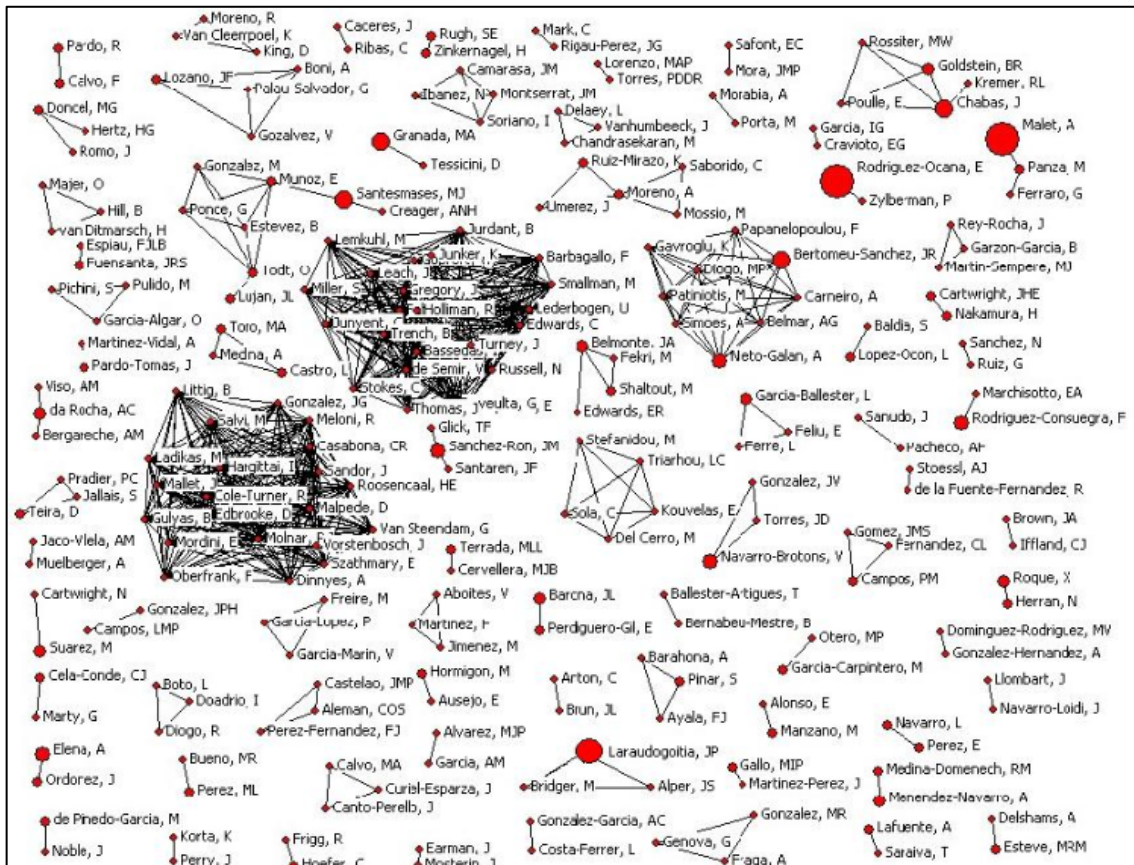 Moreno, R
Van Cleempoel, K
King, D
Caceres, J
Ribas, C
Rugh, SE
Zinkernagel, H
Mark, C
Rigau-Perez, JG
Safont, EC
Mora, JMP
Rossiter, MW
Goldstein, BR
Kremer, RL
Chabas, J
Poulle, E
Pardo, R
Calvo, F
Lozano, JF
Boni, A
Palau Salvador, G
Gozalvez, V
Camarasa, JM
Ibanez, N
Montserrat, JM
Soriano, I
Lorenzo, MAP
Torres, PDDR
Delaey, L
Vanhumbeeck, J
Chandrasekaran, M
Morabia, A
Porta, M
Garcia, IG
Cravioto, EG
Malet, A
Panza, M
Ferraro, G
Doncel, MG
Hertz, HG
Romo, J
Granada, MA
Tessicini, D
Ruiz-Mirazo, K
Saborido, C
Moreno, A
Umerez, J
Mossio, M
Rodriguez-Ocana, E
Zylberman, P
Gonzalez, M
Munoz, E
Santesmases, MJ
Creager, ANH
Ponce, G
Estevez, B
Todt, O
Lujan, JL
Majer, O
Hill, B
van Ditmarsch, H
Espiau, FJLB
Fuensanta, JRS
Lemkuhl, M
Jurdant, B
Junker, K
Barbagallo, F
Smallman, M
Miller, S
Gregory, J
Holliman, R
Lederbogen, U
Edwards, C
Junyent, C
Trench, B
Turney, J
de Semir, V
Russell, N
Stokes, C
Thomas, J
Papanelopoulou, F
Gavroglu, K
Diogo, MP
Bertomeu-Sanchez, JR
Patiniotis, M
Carneiro, A
Simoes, A
Belmar, AG
Neto-Galan, A
Rey-Rocha, J
Garzon-Garcia, B
Martin-Sempere, MJ
Cartwright, JHE
Nakamura, H
Pichini, S
Pulido, M
Garcia-Algar, O
Martinez-Vidal, A
Pardo-Tomas, J
Toro, MA
Medina, A
Castro, L
Belmonte, JA
Fekri, M
Shaltout, M
Edwards, ER
Baldia, S
Lopez-Ocon, L
Sanchez, N
Ruiz, G
Viso, AM
da Rocha, AC
Bergareche, AM
Littig, B
Gonzalez, JG
Salvi, M
Meloni, R
Casabona, CR
Ladikas, M
Hargittai, I
Sandor, J
Mallet, J
Cole-Turner, R
Roosencaal, HE
Edbrooke, D
Malpede, D
Gulyas, B
Van Steendam, G
Mordini, E
Molnar, P
Vorstenbosch, J
Szathmary, E
Oberfrank, F
Dinnyes, A
Glick, TF
Sanchez-Ron, JM
Santaren, JF
Garcia-Ballester, L
Feliu, E
Ferre, L
Sanudo, J
Pacheco, AF
Marchisotto, EA
Rodriguez-Consuegra, F
Stoessl, AJ
de la Fuente-Fernandez, R
Stefanidou, M
Triarhou, LC
Sola, C
Kouvelas, E
Del Cerro, M
Gonzalez, JV
Torres, JD
Navarro-Brotons, V
Pradier, PC
Jallais, S
Teira, D
Gomez, JMS
Fernandez, CL
Campos, PM
Brown, JA
Iffland, CJ
Jaco-Vlela, AM
Muelberger, A
Terrada, MLL
Cervellera, MJB
Roque, X
Herran, N
Cartwright, N
Suarez, M
Gonzalez, JPH
Campos, LMP
Freire, M
Garcia-Lopez, P
Garcia-Marin, V
Aboites, V
Martinez, F
Jimenez, M
Barona, JL
Perdiguero-Gil, E
Ballester-Artigues, T
Bernabeu-Mestre, B
Otero, MP
Garcia-Carpintero, M
Dominguez-Rodriguez, MV
Gonzalez-Hernandez, A
Cela-Conde, CJ
Marty, G
Boto, L
Doadrio, I
Diogo, R
Castelao, JMP
Aleman, COS
Perez-Fernandez, FJ
Hormigon, M
Ausejo, E
Arton, C
Brun, JL
Barahona, A
Pinar, S
Ayala, FJ
Alonso, E
Manzano, M
Llombart, J
Navarro-Loidi, J
Navarro, L
Perez, E
Elena, A
Ordorez, J
Bueno, MR
Perez, ML
Alvarez, MJP
Garcia, AM
Calvo, MA
Curiel-Esparza, J
Canto-Perelb, J
Laraudogoitia, JP
Bridger, M
Alper, JS
Gallo, MIP
Martinez-Perez, J
Medina-Domenech, RM
Menendez-Navarro, A
de Pinedo-Garcia, M
Noble, J
Korta, K
Perry, J
Frigg, R
Hoefer, C
Earman, J
Mosterin, J
Gonzalez-Garcia, AC
Costa-Ferrer, L
Gonzalez, MR
Genova, G
Fraga, A
Lafuente, A
Saraiva, T
Delshams, A
Esteve, MRM